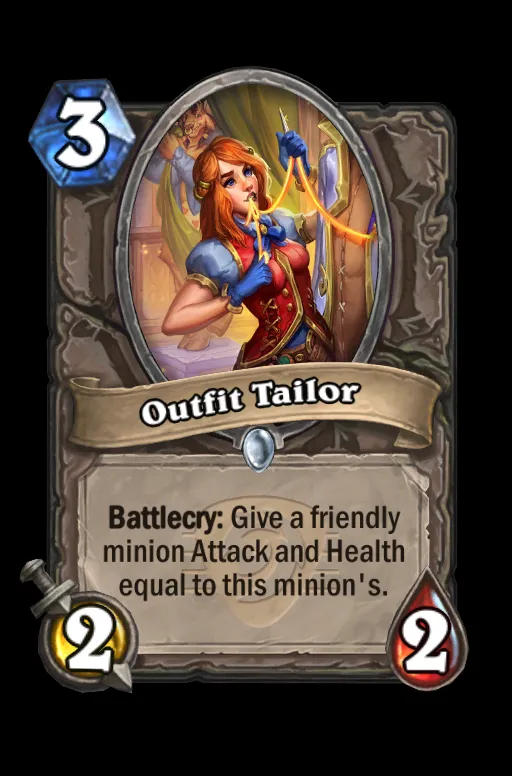 3
Outfit Tailor
Battlecry: Give a friendly
minion Attack and Health
equal to this minion's.
2
2